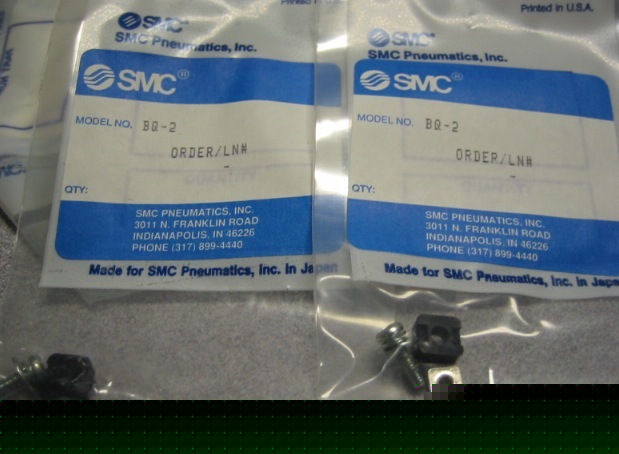 Printed in U.S.A.
SMC
SMC Pneumatics, Inc.
SMC®
MODEL NO. BQ-2
ORDER/LN#
-
QTY:
SMC PNEUMATICS, INC.
3011 N. FRANKLIN ROAD
INDIANAPOLIS, IN 46226
PHONE (317) 899-4440
Made for SMC Pneumatics, Inc. In Japan
Printed in U.S.A.
SMC
SMC Pneumatics, Inc.
SMC®
MODEL NO. BQ-2
ORDER/LN#
-
QTY:
SMC PNEUMATICS, INC.
3011 N. FRANKLIN ROAD
INDIANAPOLIS, IN 46226
PHONE (317) 899-4440
Made for SMC Pneumatics, Inc. In Japa